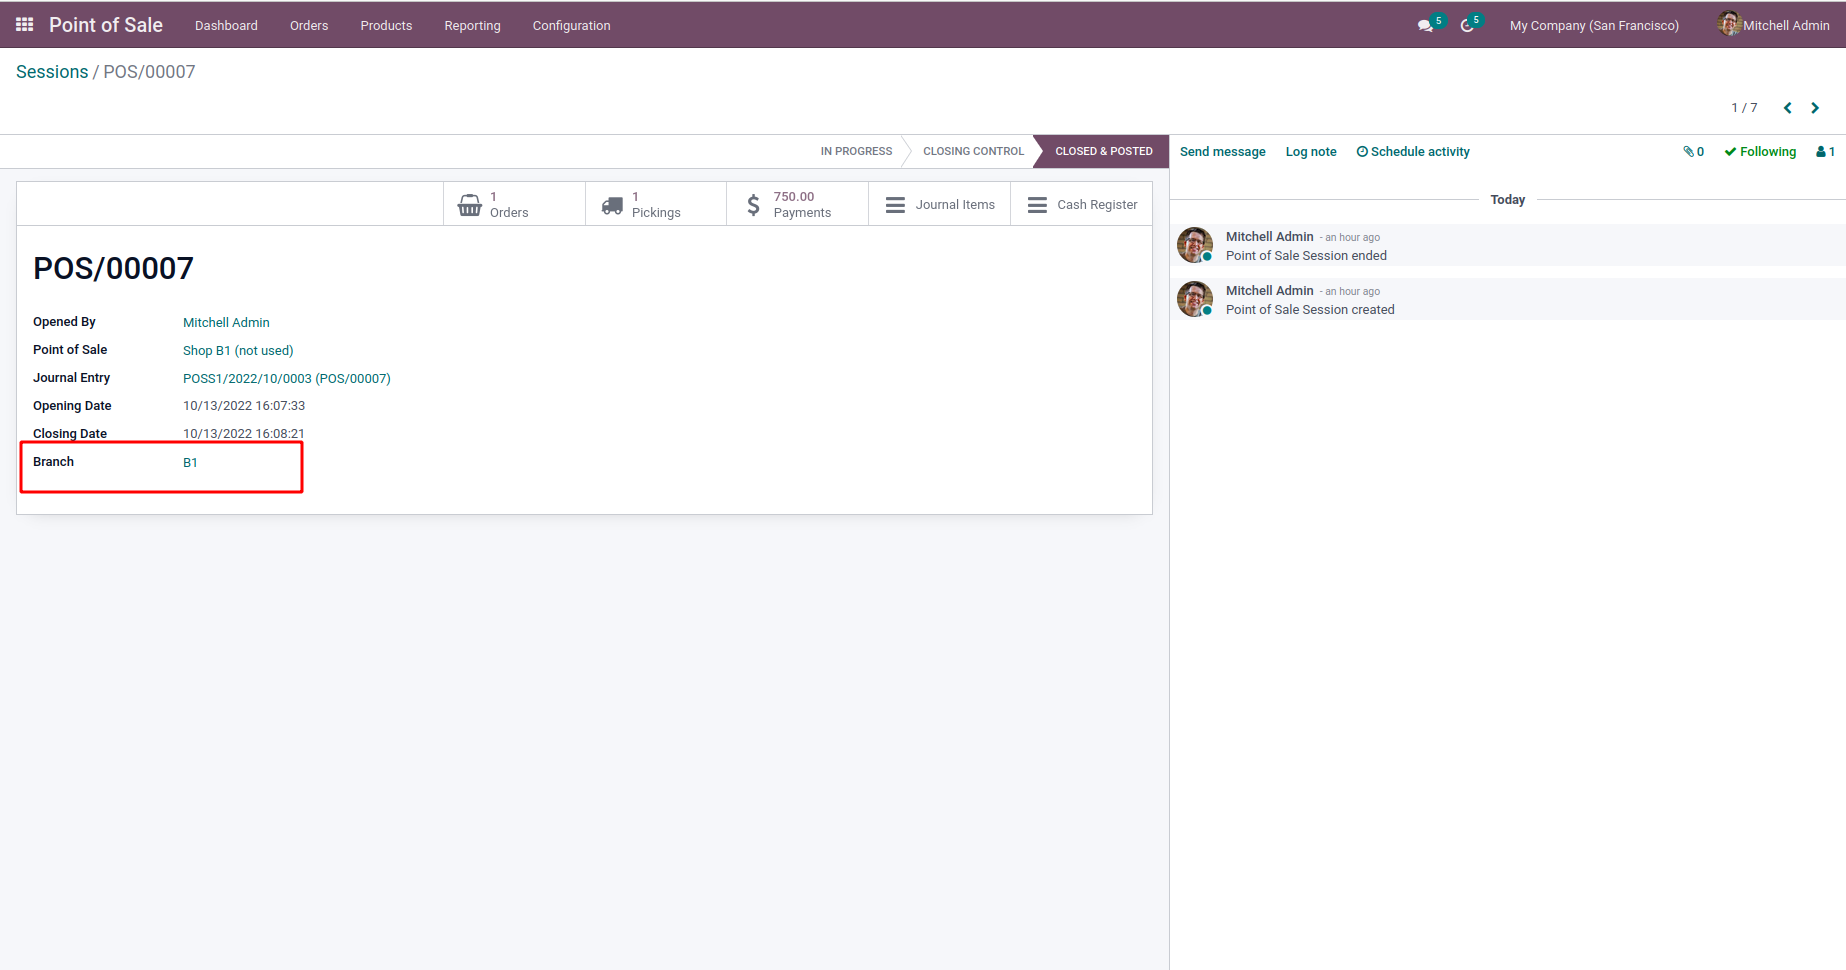 Point of Sale Dashboard Orders Products Reporting Configuration 5 5 My Company (San Francisco) Mitchell Admin
Sessions / POS/00007
1 / 7
IN PROGRESS CLOSING CONTROL CLOSED & POSTED Send message Log note Schedule activity 0 Following 1
1
Orders
1
Pickings
750.00
Payments
Journal Items
Cash Register
POS/00007
Opened By Mitchell Admin
Point of Sale Shop B1 (not used)
Journal Entry POSS1/2022/10/0003 (POS/00007)
Opening Date 10/13/2022 16:07:33
Closing Date 10/13/2022 16:08:21
Branch B1
Today
Mitchell Admin - an hour ago
Point of Sale Session ended
Mitchell Admin - an hour ago
Point of Sale Session created